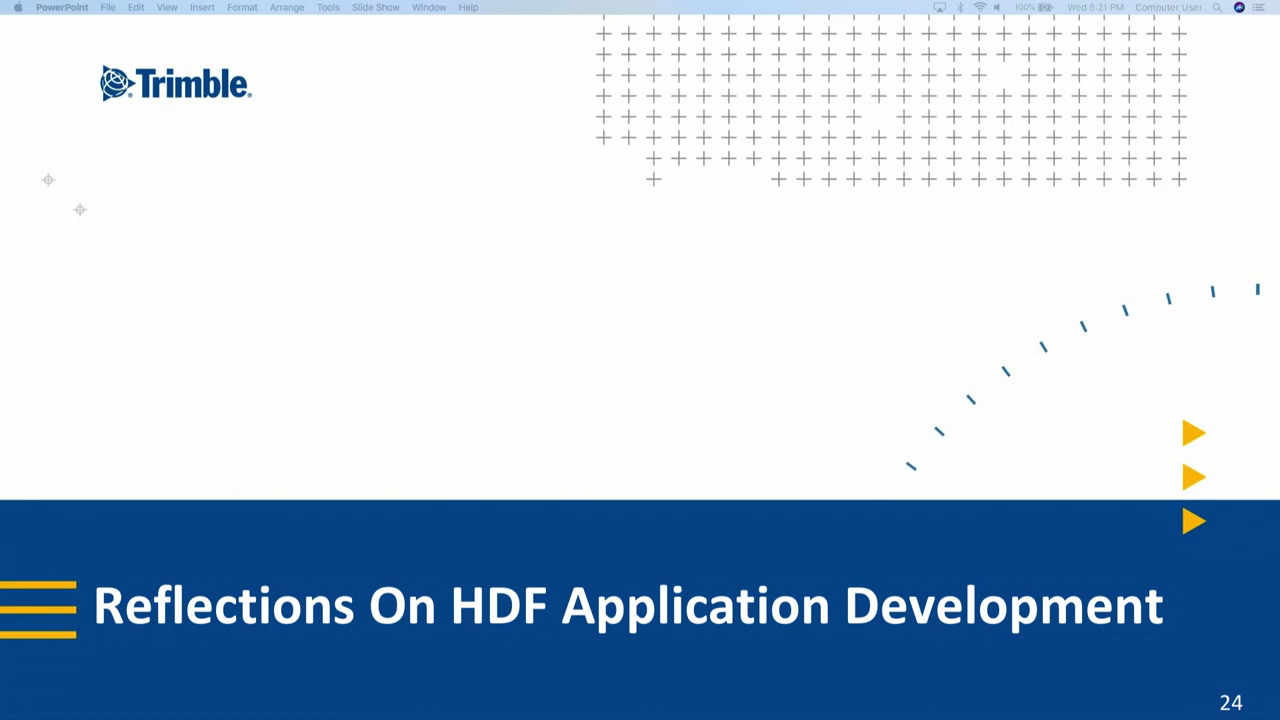 PowerPoint File Edit View Insert Format Arrange Tools Slide Show Window Help 100% Wed 5:21 PM Computer User
Trimble
Reflections On HDF Application Development
24